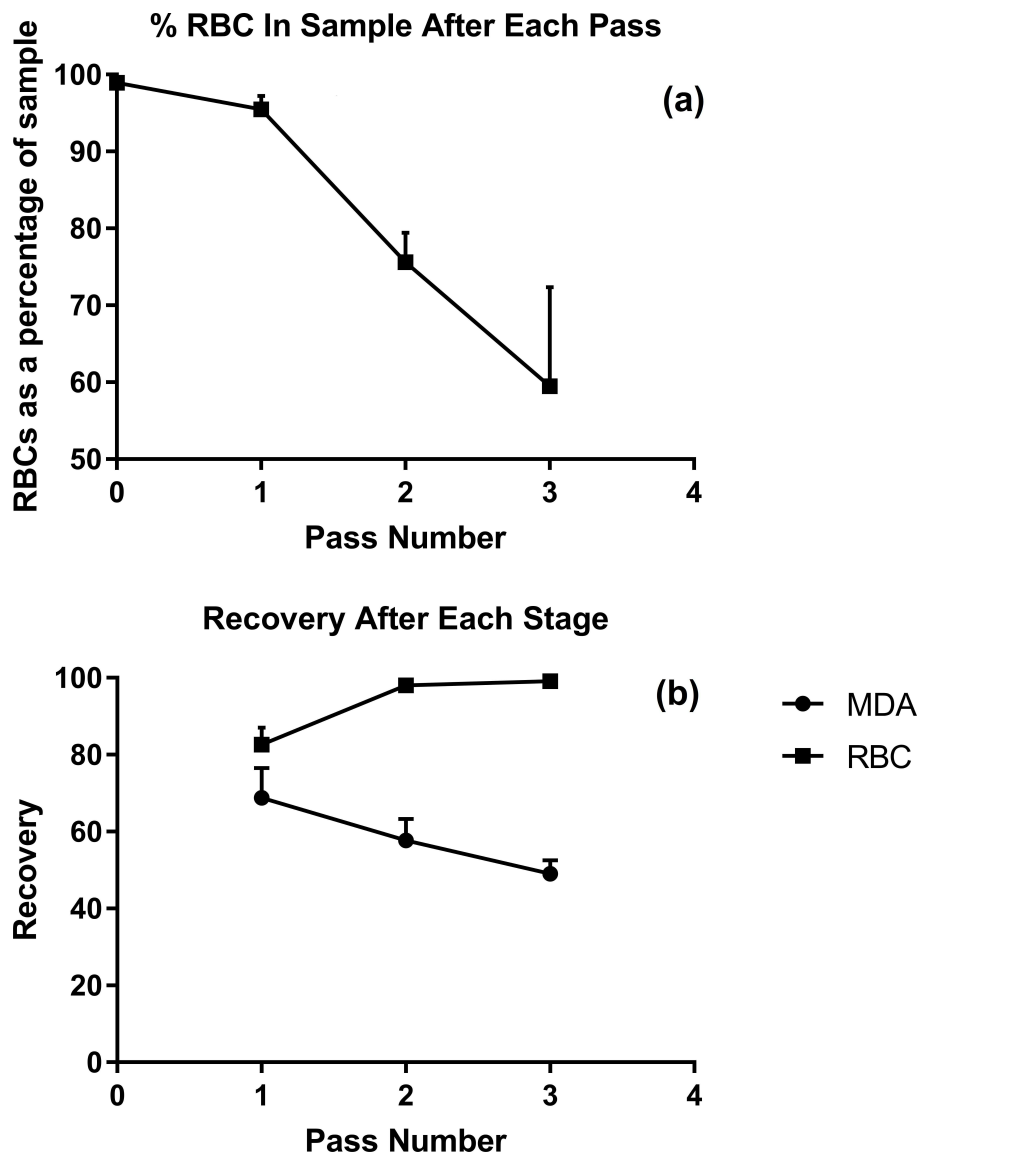 % RBC In Sample After Each Pass
(a)
RBCs as a percentage of sample
100
90
80
70
60
50
0 1 2 3 4
Pass Number
Recovery After Each Stage
(b)
MDA
RBC
Recovery
100
80
60
40
20
0
0 1 2 3 4
Pass Number